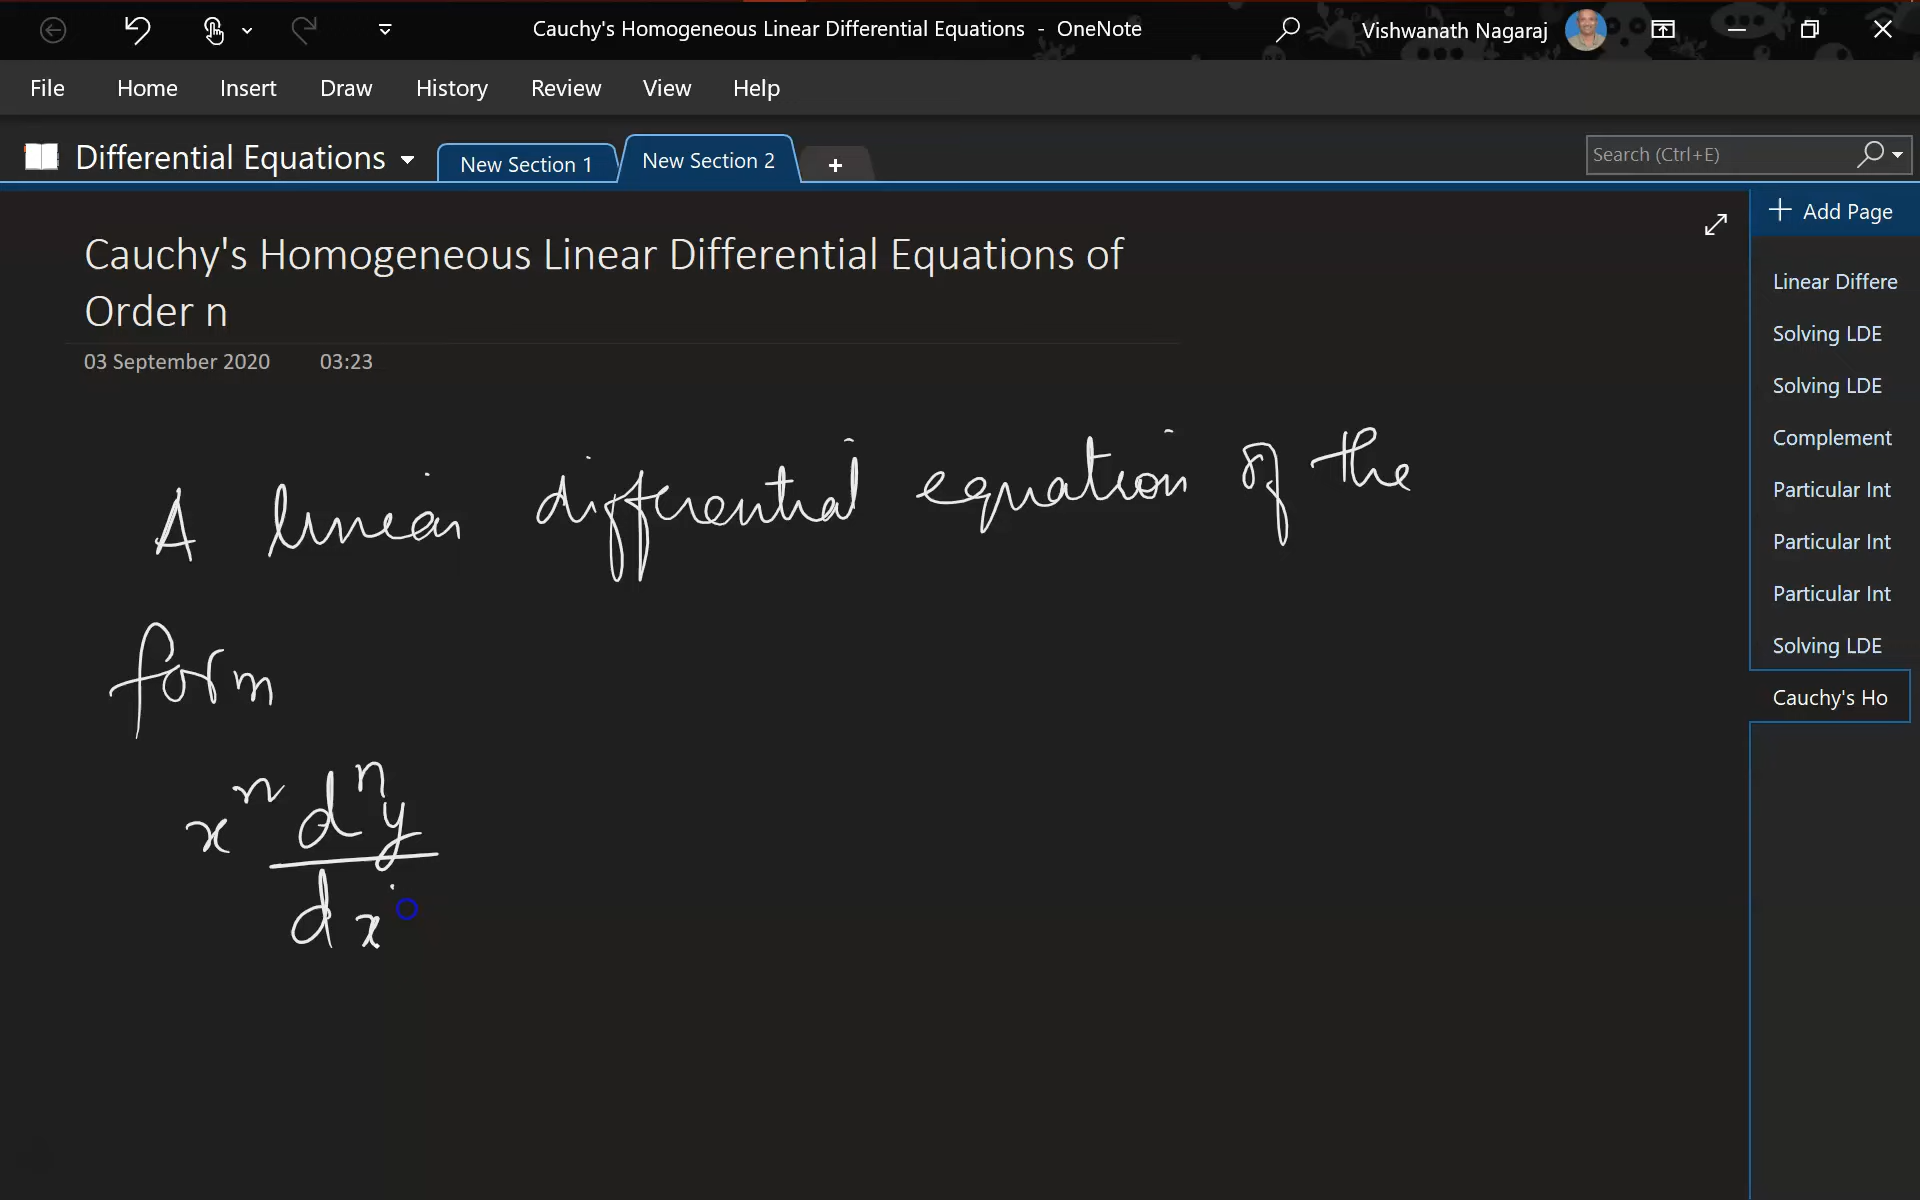 Cauchy's Homogeneous Linear Differential Equations - OneNote
Vishwanath Nagaraj
File Home Insert Draw History Review View Help
Differential Equations
New Section 1
New Section 2
+
Search (Ctrl+E)
Add Page
Cauchy's Homogeneous Linear Differential Equations of
Order n
03 September 2020 03:23
A linear differential equation of the
form
x^n d^n y
dx
Linear Differe
Solving LDE
Solving LDE
Complement
Particular Int
Particular Int
Particular Int
Solving LDE
Cauchy's Ho